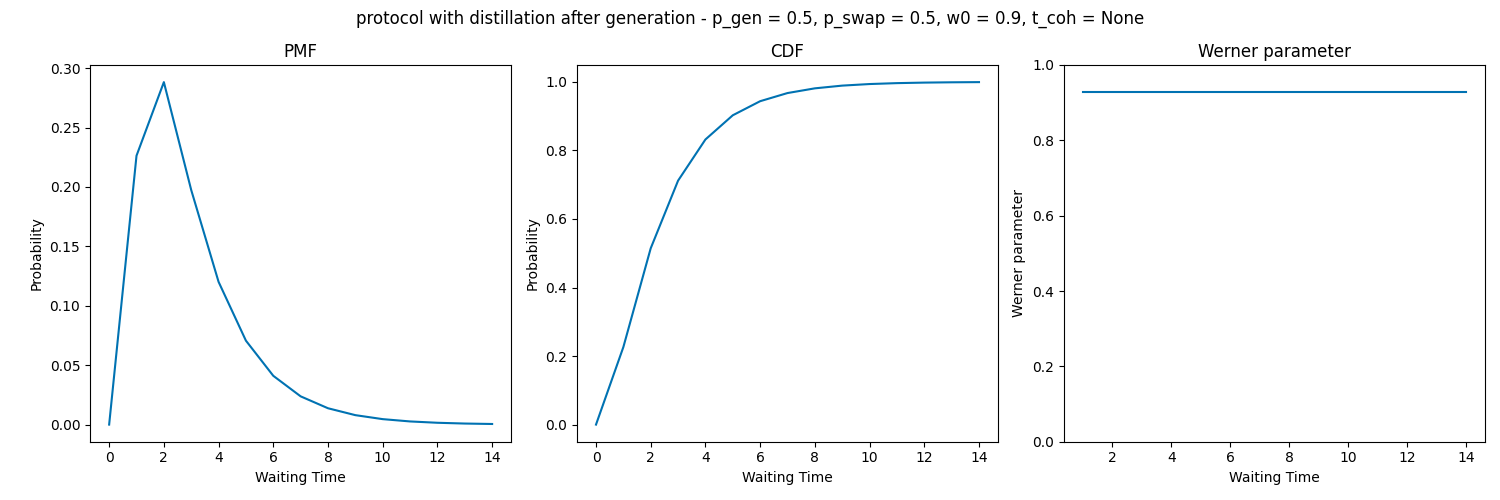 protocol with distillation after generation - p_gen = 0.5, p_swap = 0.5, w0 = 0.9, t_coh = None
PMF
0.30
0.25
0.20
0.15
0.10
0.05
0.00
Probability
0 2 4 6 8 10 12 14
Waiting Time
CDF
1.0
0.8
0.6
0.4
0.2
0.0
Probability
0 2 4 6 8 10 12 14
Waiting Time
Werner parameter
1.0
0.8
0.6
0.4
0.2
0.0
Werner parameter
2 4 6 8 10 12 14
Waiting Time